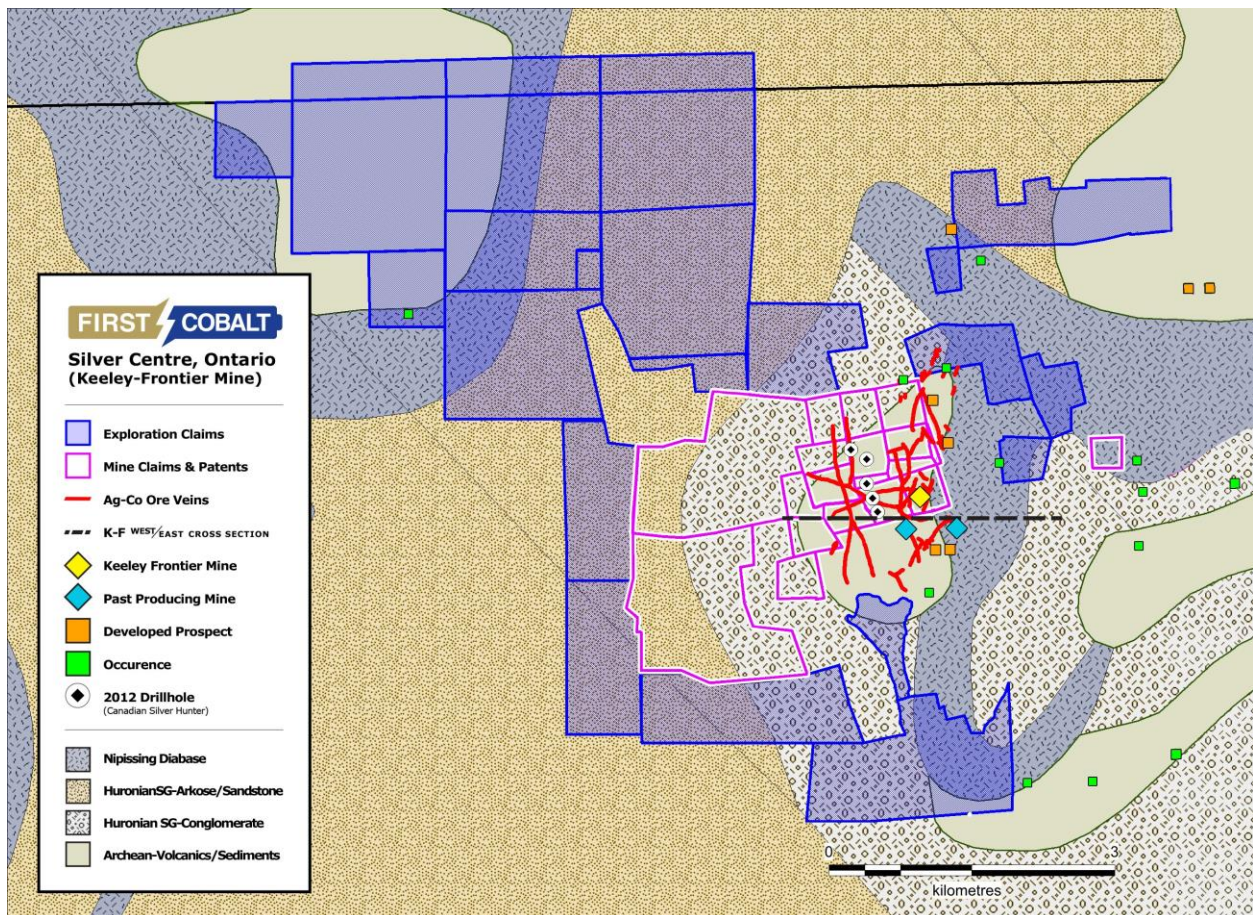 FIRST COBALT
Silver Centre, Ontario
(Keeley-Frontier Mine)
Exploration Claims
Mine Claims & Patents
Ag-Co Ore Veins
K-F WEST/EAST CROSS SECTION
Keeley Frontier Mine
Past Producing Mine
Developed Prospect
Occurence
2012 Drillhole
(Canadian Silver Hunter)
Nipissing Diabase
HuronianSG-Arkose/Sandstone
Huronian SG-Conglomerate
Archean-Volcanics/Sediments
0 3
kilometres